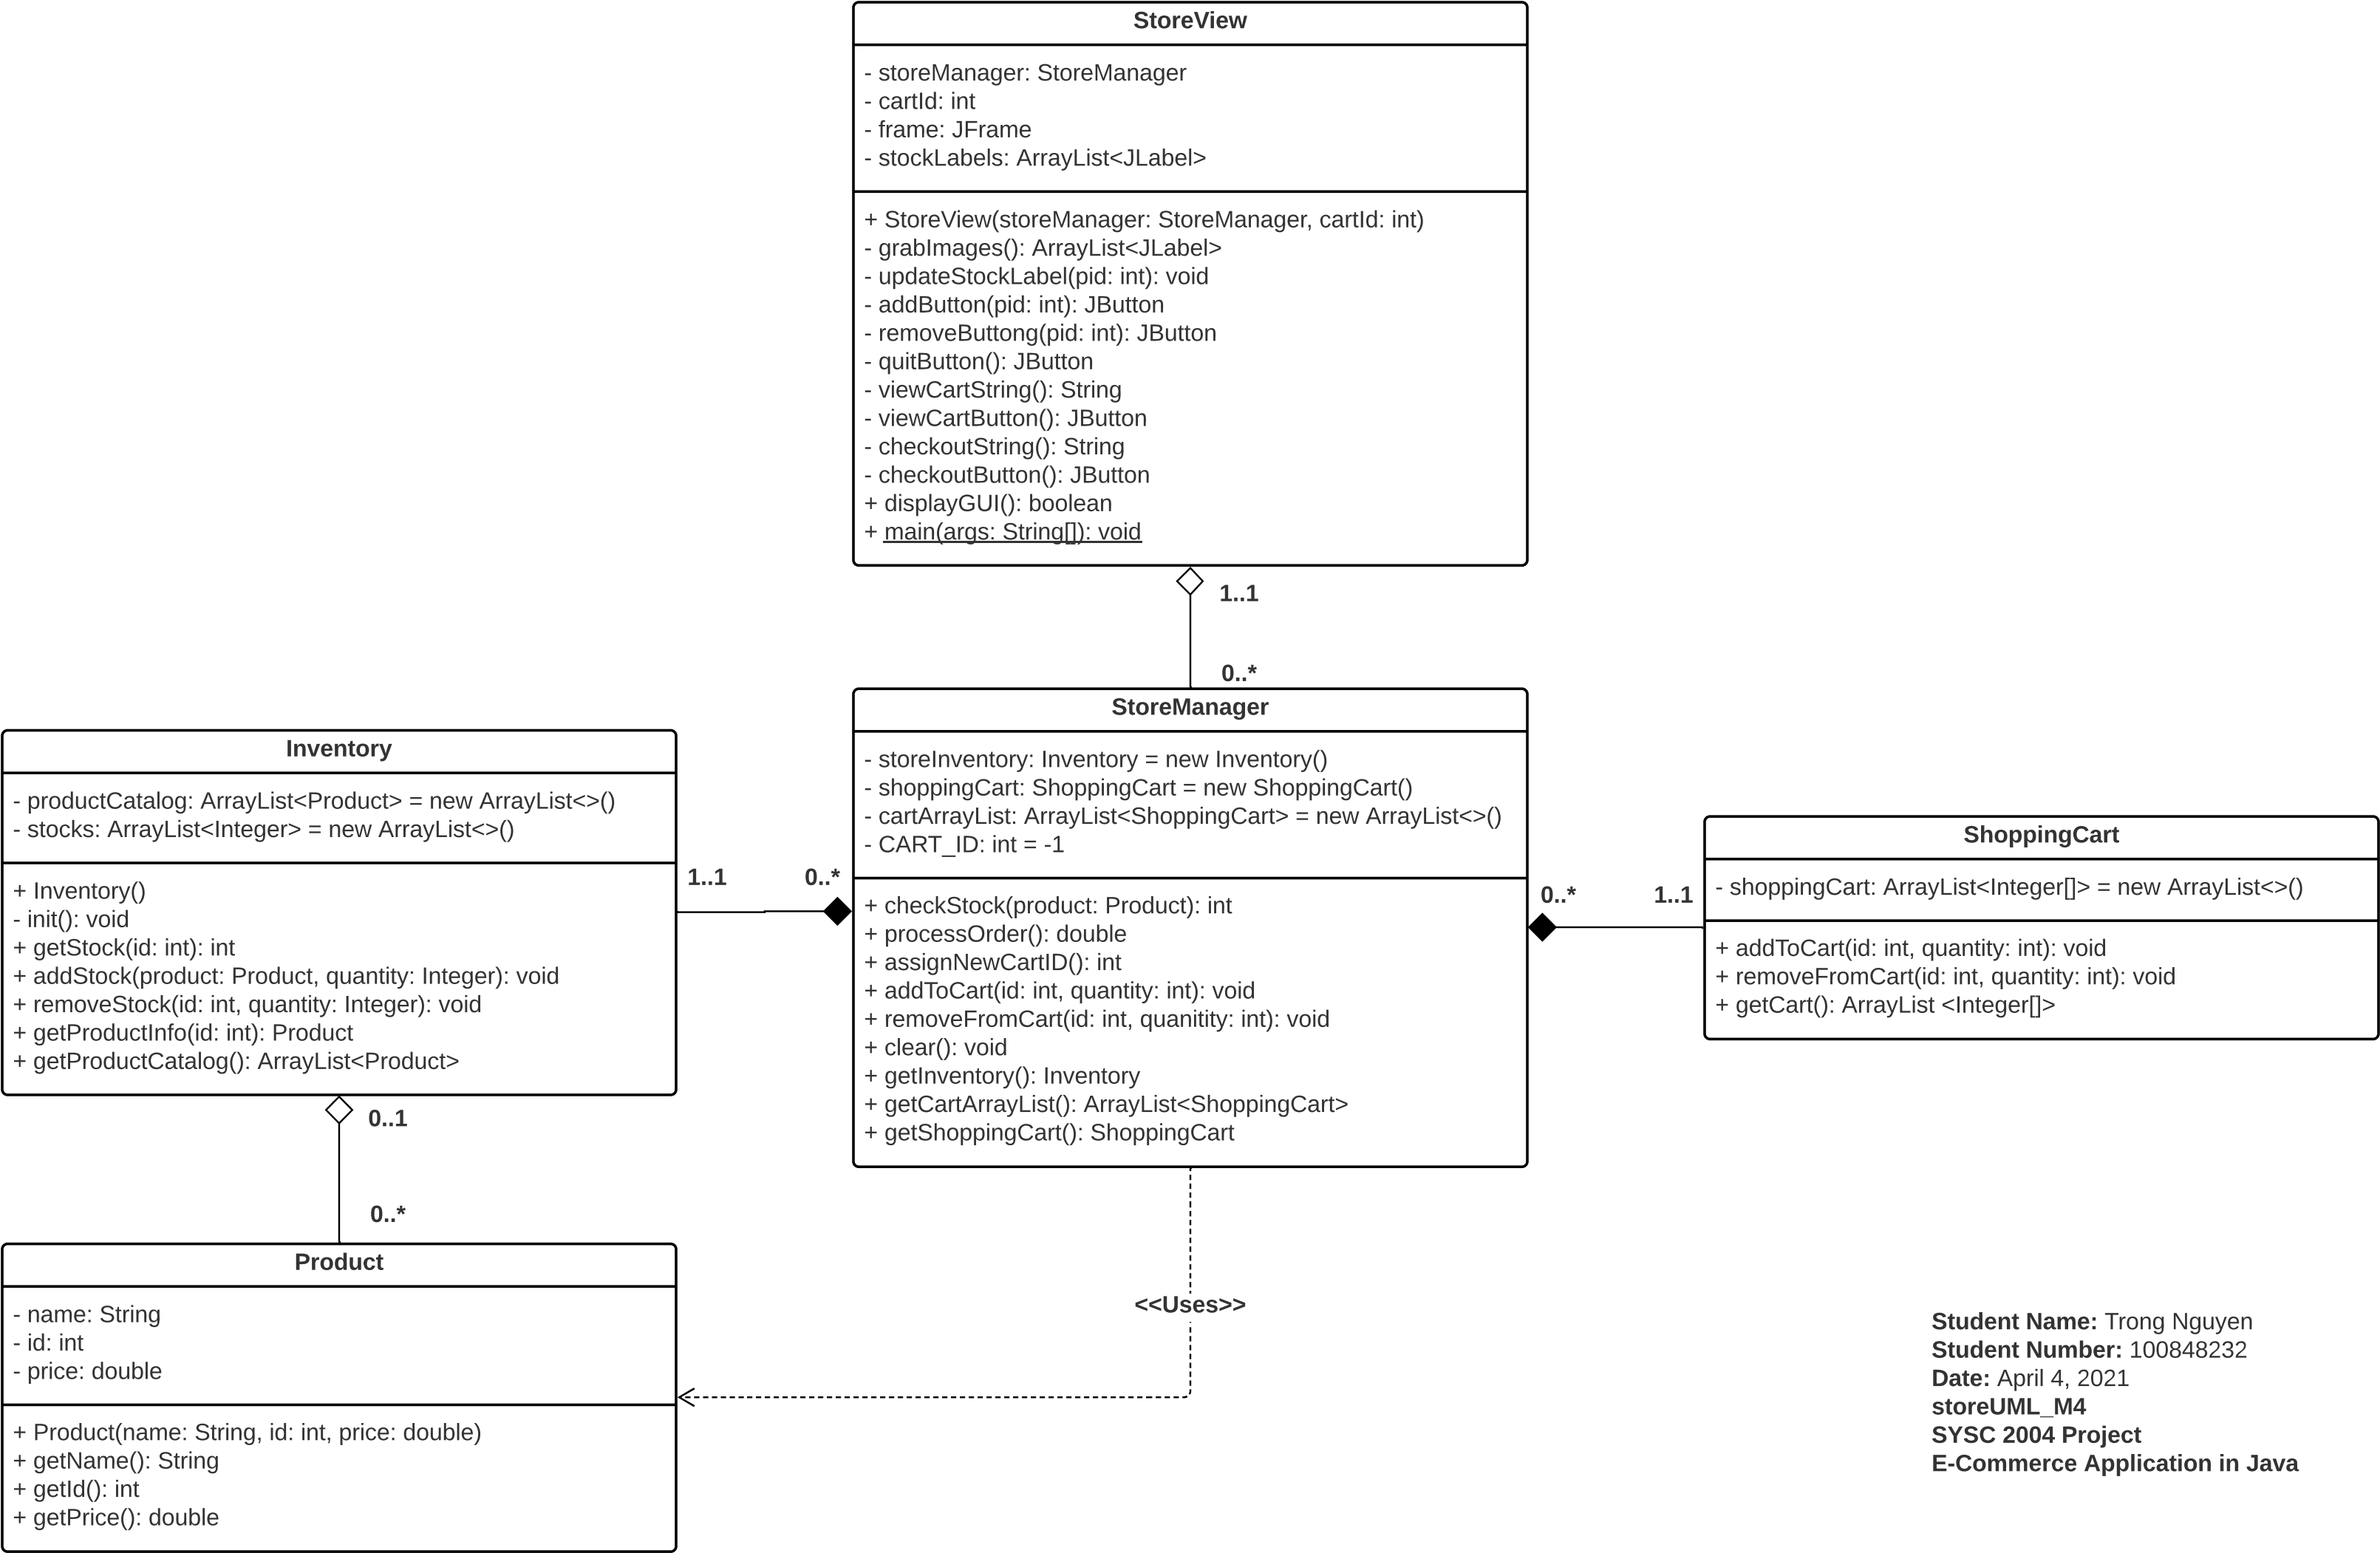 StoreView
- storeManager: StoreManager
- cartId: int
- frame: JFrame
- stockLabels: ArrayList<JLabel>
+ StoreView(storeManager: StoreManager, cartId: int)
- grabImages(): ArrayList<JLabel>
- updateStockLabel(pid: int): void
- addButton(pid: int): JButton
- removeButtong(pid: int): JButton
- quitButton(): JButton
- viewCartString(): String
- viewCartButton(): JButton
- checkoutString(): String
- checkoutButton(): JButton
+ displayGUI(): boolean
+ main(args: String[]): void
1..1
0..*
Inventory
- productCatalog: ArrayList<Product> = new ArrayList<>()
- stocks: ArrayList<Integer> = new ArrayList<>()
+ Inventory()
- init(): void
+ getStock(id: int): int
+ addStock(product: Product, quantity: Integer): void
+ removeStock(id: int, quantity: Integer): void
+ getProductInfo(id: int): Product
+ getProductCatalog(): ArrayList<Product>
1..1 0..*
StoreManager
- storeInventory: Inventory = new Inventory()
- shoppingCart: ShoppingCart = new ShoppingCart()
- cartArrayList: ArrayList<ShoppingCart> = new ArrayList<>()
- CART_ID: int = -1
+ checkStock(product: Product): int
+ processOrder(): double
+ assignNewCartID(): int
+ addToCart(id: int, quantity: int): void
+ removeFromCart(id: int, quanitity: int): void
+ clear(): void
+ getInventory(): Inventory
+ getCartArrayList(): ArrayList<ShoppingCart>
+ getShoppingCart(): ShoppingCart
0..* 1..1
ShoppingCart
- shoppingCart: ArrayList<Integer[]> = new ArrayList<>()
+ addToCart(id: int, quantity: int): void
+ removeFromCart(id: int, quantity: int): void
+ getCart(): ArrayList <Integer[]>
0..1
0..*
Product
- name: String
- id: int
- price: double
+ Product(name: String, id: int, price: double)
+ getName(): String
+ getId(): int
+ getPrice(): double
<<Uses>>
Student Name: Trong Nguyen
Student Number: 100848232
Date: April 4, 2021
storeUML_M4
SYSC 2004 Project
E-Commerce Application in Java